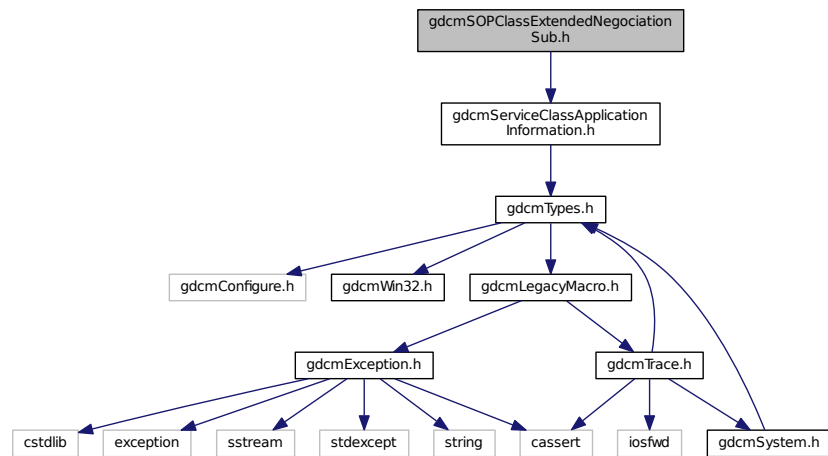 gdcmSOPClassExtendedNegociation
Sub.h
gdcmServiceClassApplication
Information.h
gdcmTypes.h
gdcmConfigure.h
gdcmWin32.h
gdcmLegacyMacro.h
gdcmException.h
gdcmTrace.h
cstdlib
exception
sstream
stdexcept
string
cassert
iosfwd
gdcmSystem.h